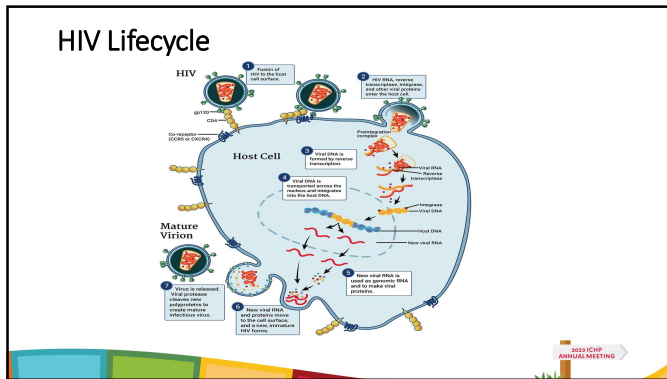 HIV Lifecycle
HIV
1
Fusion of
HIV to the host
cell surface.
2
HIV RNA, reverse
transcriptase, integrase,
and other viral proteins
enter the host cell.
gp120
CD4
Co-receptor
(CCR5 or CXCR4)
Preintegration
complex
Host Cell
3
Viral DNA is
formed by reverse
transcription.
Viral RNA
Reverse
transcriptase
4
Viral DNA is
transported across the
nucleus and integrates
into the host DNA.
Integrase
Viral DNA
Host DNA
New viral RNA
Mature
Virion
5
New viral RNA is
used as genomic RNA
and to make viral
proteins.
7
Virus is released.
Viral protease
cleaves new
polyproteins to
create mature
infectious virus.
6
New viral RNA
and proteins move
to the cell surface,
and a new, immature
HIV forms.
2023 ICHP
ANNUAL MEETING